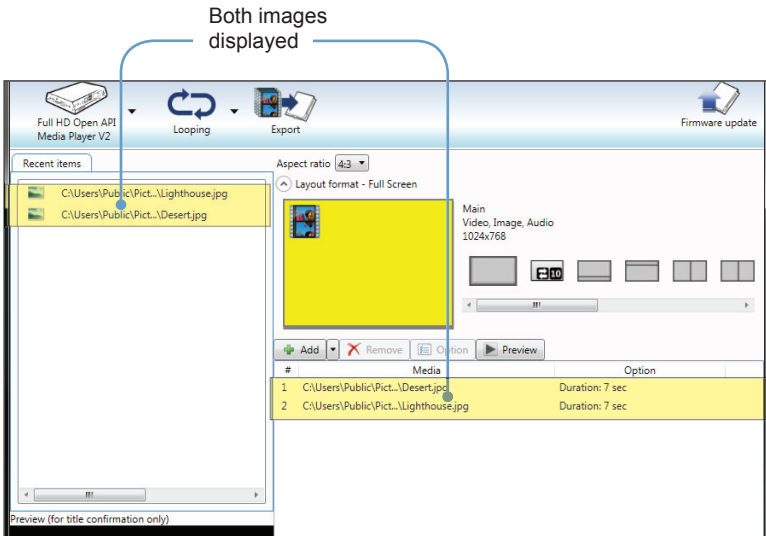 Both images
displayed
Full HD Open API
Media Player V2
Looping
Export
Firmware update
Recent items
C:\Users\Public\Pict...\Lighthouse.jpg
C:\Users\Public\Pict...\Desert.jpg
Aspect ratio 4:3
Layout format - Full Screen
Main
Video, Image, Audio
1024x768
10
Add Remove Option Preview
# Media Option
1 C:\Users\Public\Pict...\Desert.jpg Duration: 7 sec
2 C:\Users\Public\Pict...\Lighthouse.jpg Duration: 7 sec
Preview (for title confirmation only)